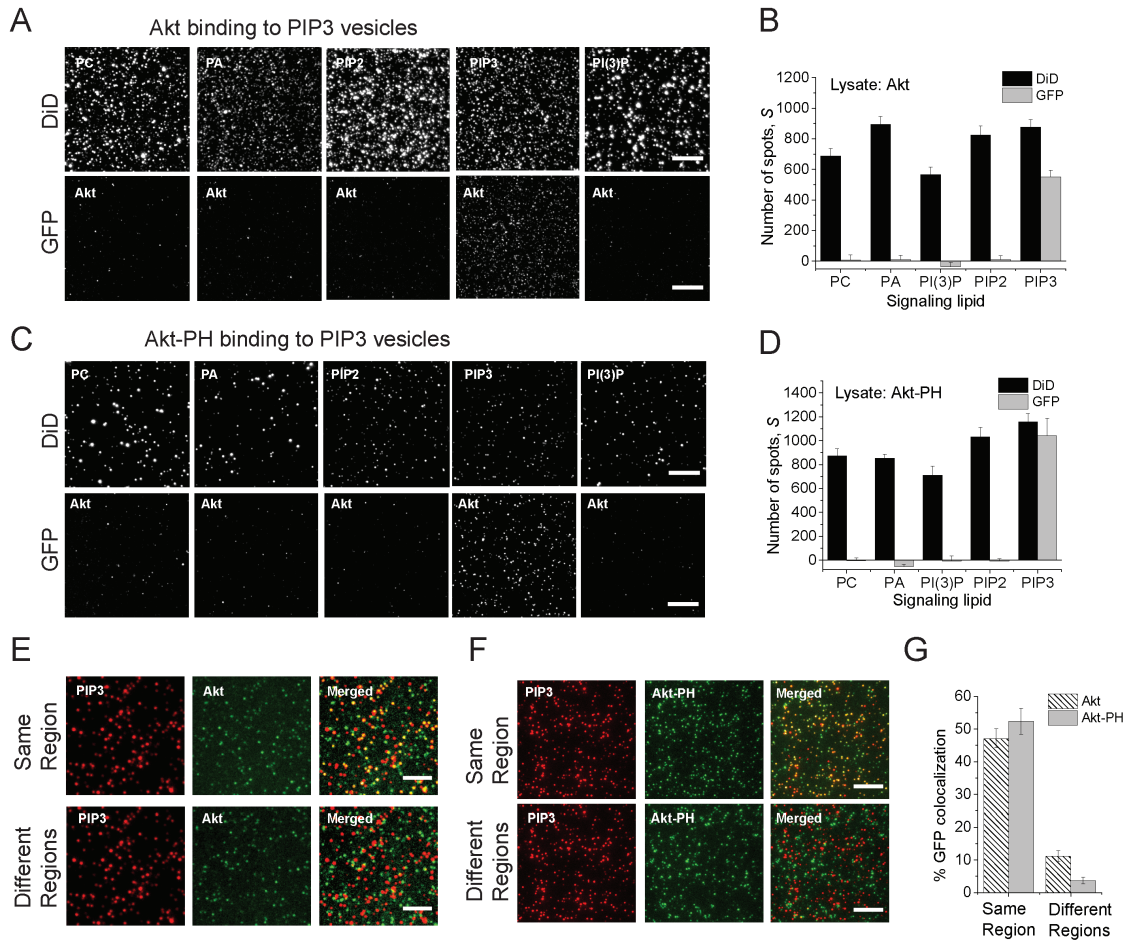 A
Akt binding to PIP3 vesicles
DiD
PC
PA
PIP2
PIP3
PI(3)P
GFP
Akt
Akt
Akt
Akt
Akt
B
1200
1000
800
600
400
200
0
Number of spots, S
Lysate: Akt
DiD
GFP
PC
PA
PI(3)P
PIP2
PIP3
Signaling lipid
C
Akt-PH binding to PIP3 vesicles
DiD
PC
PA
PIP2
PIP3
PI(3)P
GFP
Akt
Akt
Akt
Akt
Akt
D
1400
1200
1000
800
600
400
200
0
Number of spots, S
Lysate: Akt-PH
DiD
GFP
PC
PA
PI(3)P
PIP2
PIP3
Signaling lipid
E
Same
Region
PIP3
Akt
Merged
Different
Regions
PIP3
Akt
Merged
F
Same
Region
PIP3
Akt-PH
Merged
Different
Regions
PIP3
Akt-PH
Merged
G
60
50
40
30
20
10
0
% GFP colocalization
Akt
Akt-PH
Same
Region
Different
Regions